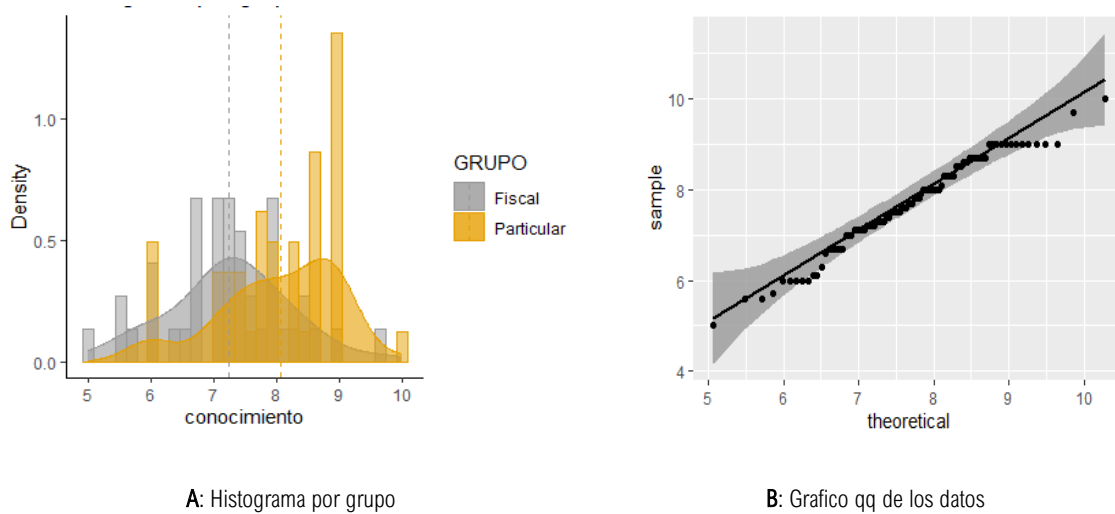 Density
1.0
0.5
0.0
5 6 7 8 9 10
conocimiento
GRUPO
Fiscal
Particular
sample
10
8
6
4
5 6 7 8 9 10
theoretical
A: Histograma por grupo
B: Grafico qq de los datos